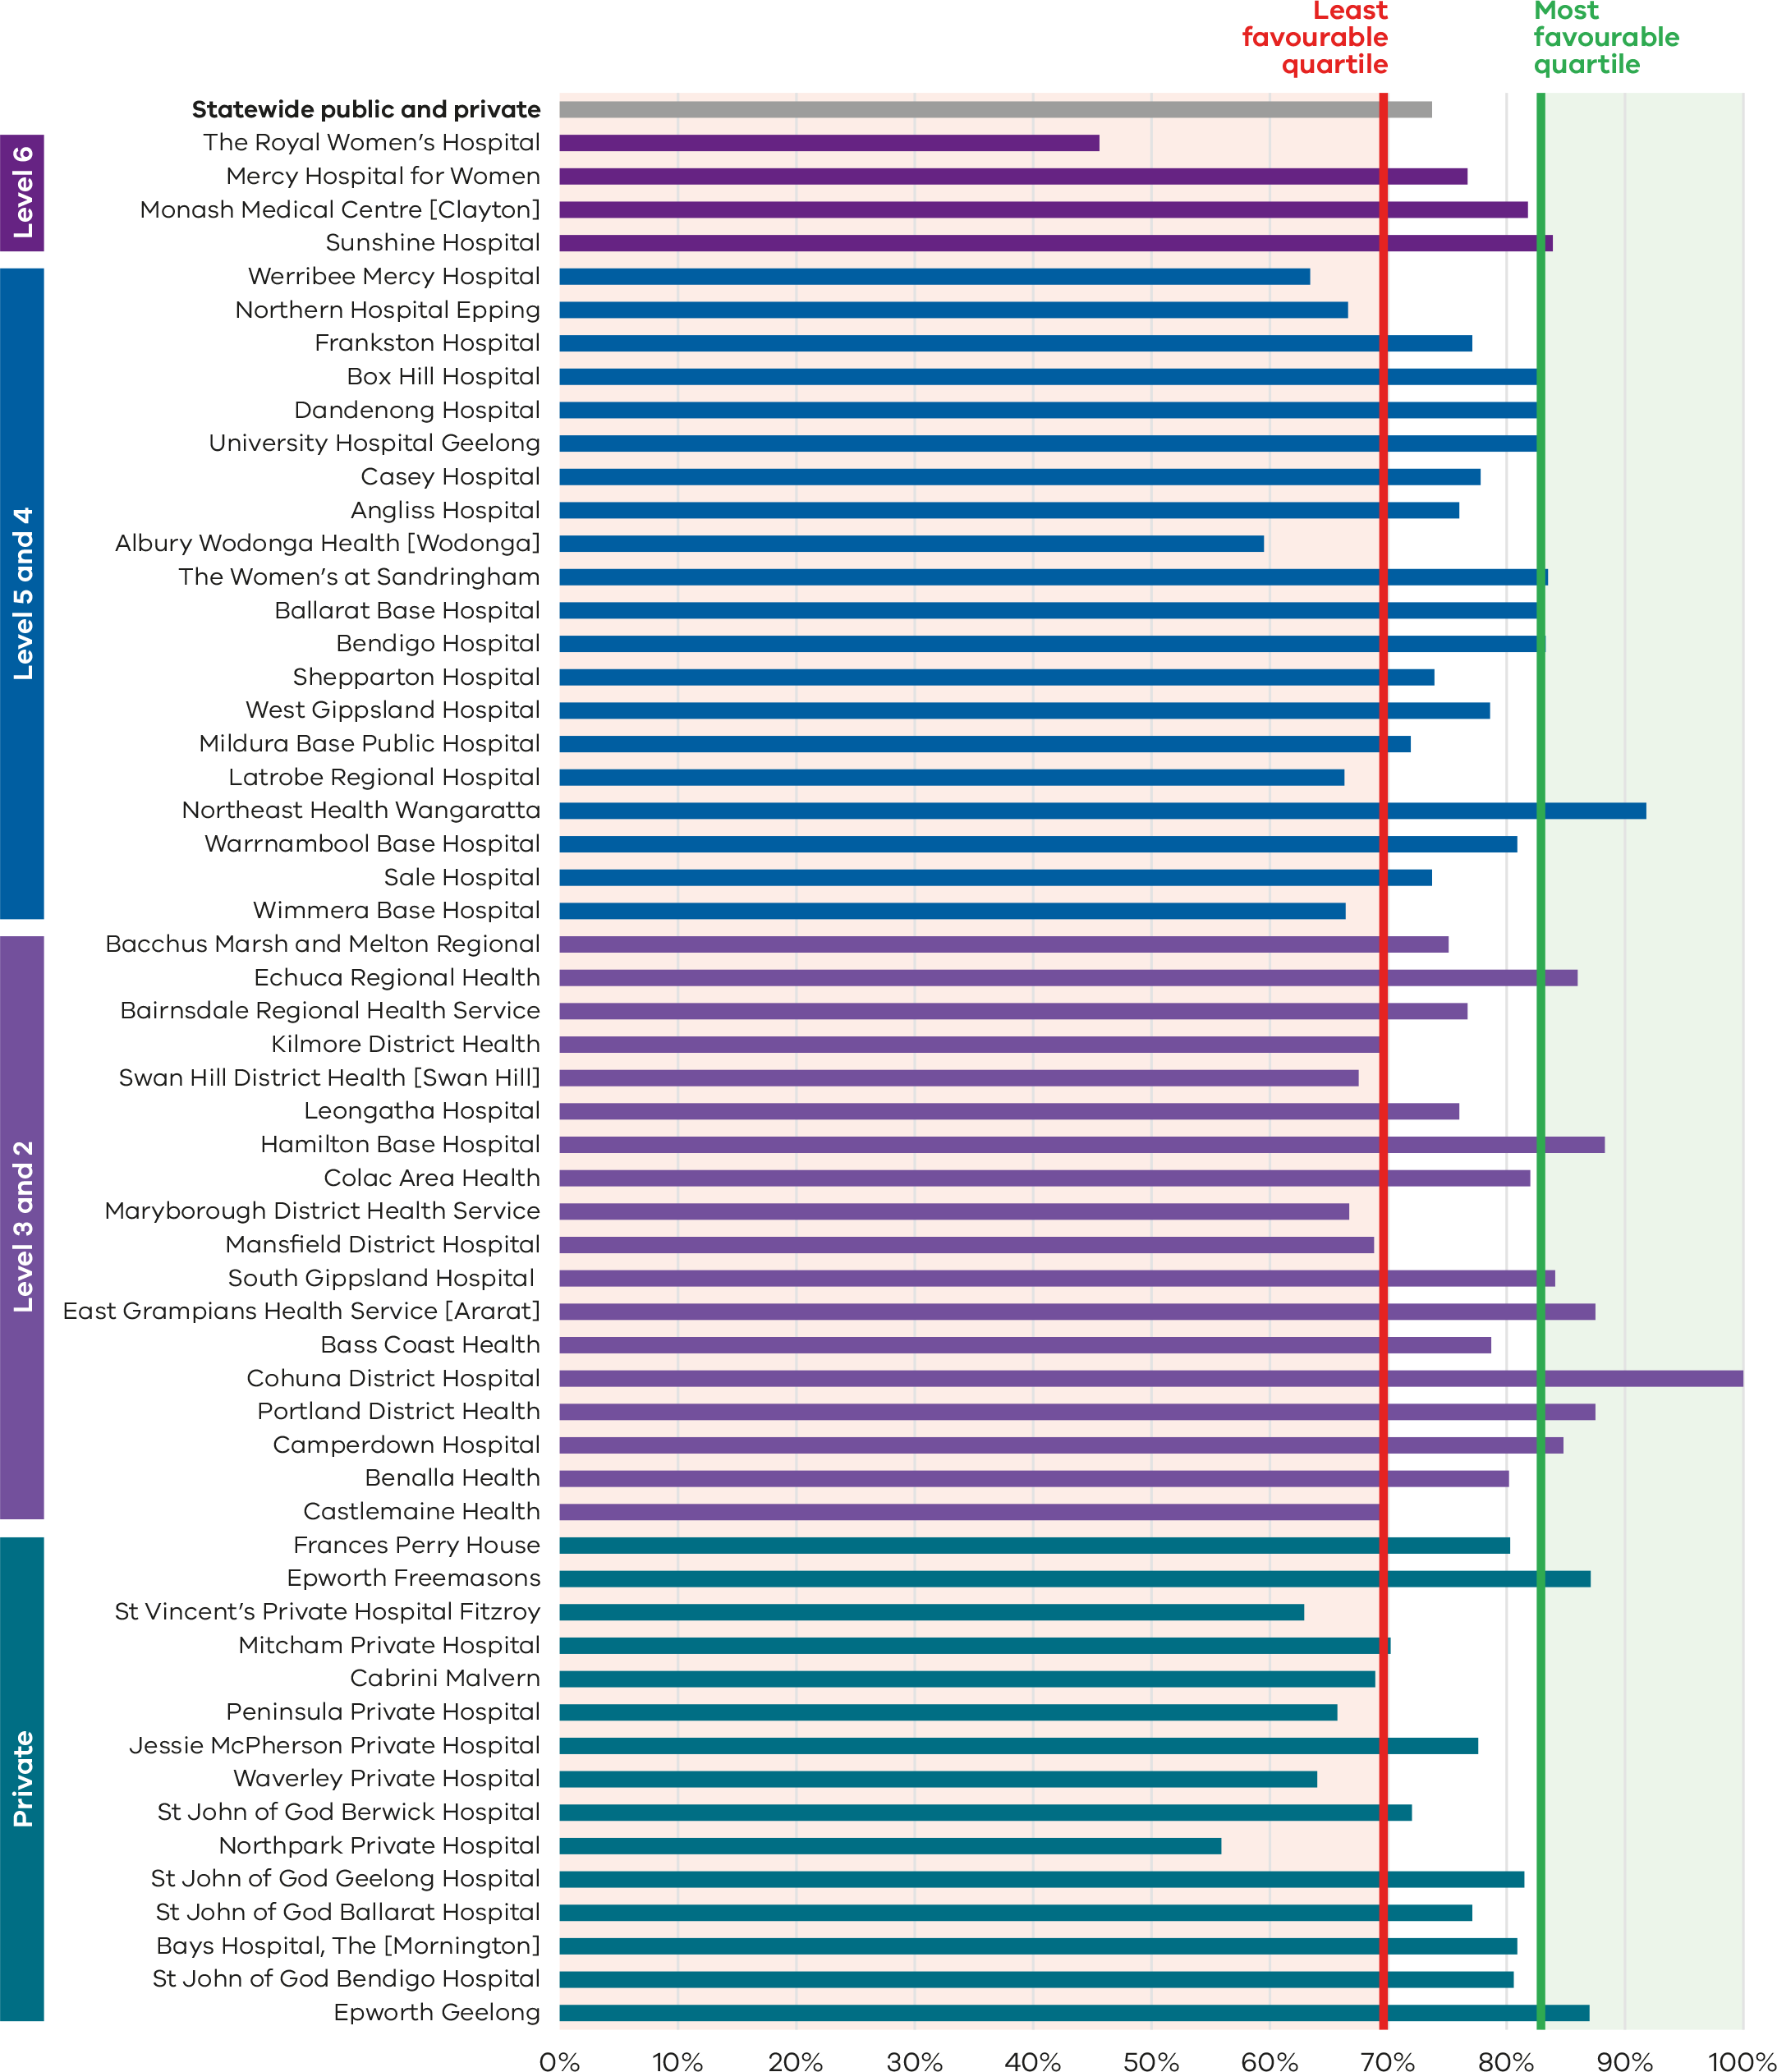 Least
favourable
quartile
Most
favourable
quartile
Statewide public and private
Level 6
The Royal Women’s Hospital
Mercy Hospital for Women
Monash Medical Centre [Clayton]
Sunshine Hospital
Level 5 and 4
Werribee Mercy Hospital
Northern Hospital Epping
Frankston Hospital
Box Hill Hospital
Dandenong Hospital
University Hospital Geelong
Casey Hospital
Angliss Hospital
Albury Wodonga Health [Wodonga]
The Women’s at Sandringham
Ballarat Base Hospital
Bendigo Hospital
Shepparton Hospital
West Gippsland Hospital
Mildura Base Public Hospital
Latrobe Regional Hospital
Northeast Health Wangaratta
Warrnambool Base Hospital
Sale Hospital
Wimmera Base Hospital
Level 3 and 2
Bacchus Marsh and Melton Regional
Echuca Regional Health
Bairnsdale Regional Health Service
Kilmore District Health
Swan Hill District Health [Swan Hill]
Leongatha Hospital
Hamilton Base Hospital
Colac Area Health
Maryborough District Health Service
Mansfield District Hospital
South Gippsland Hospital
East Grampians Health Service [Ararat]
Bass Coast Health
Cohuna District Hospital
Portland District Health
Camperdown Hospital
Benalla Health
Castlemaine Health
Private
Frances Perry House
Epworth Freemasons
St Vincent’s Private Hospital Fitzroy
Mitcham Private Hospital
Cabrini Malvern
Peninsula Private Hospital
Jessie McPherson Private Hospital
Waverley Private Hospital
St John of God Berwick Hospital
Northpark Private Hospital
St John of God Geelong Hospital
St John of God Ballarat Hospital
Bays Hospital, The [Mornington]
St John of God Bendigo Hospital
Epworth Geelong
0% 10% 20% 30% 40% 50% 60% 70% 80% 90% 100%